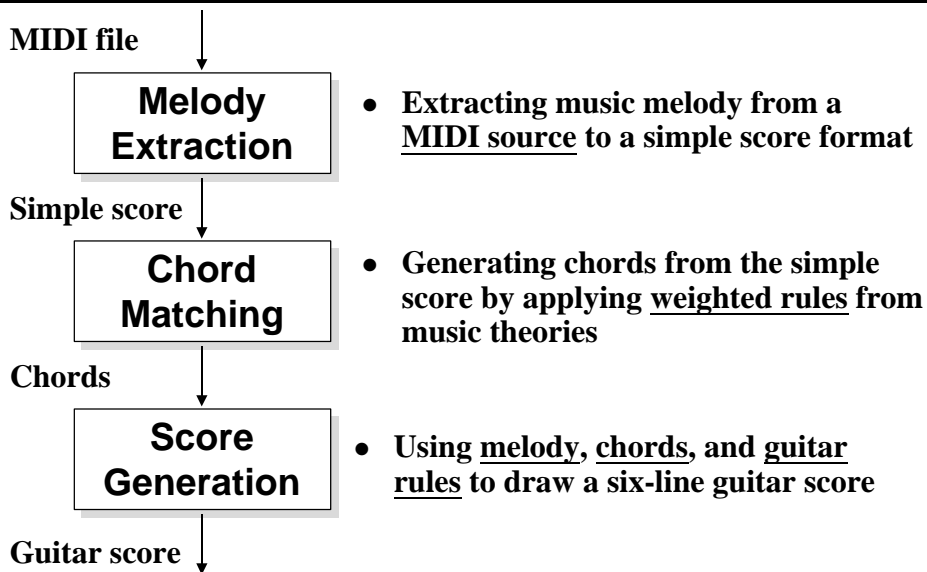 MIDI file
Melody
Extraction
● Extracting music melody from a
MIDI source to a simple score format
Simple score
Chord
Matching
● Generating chords from the simple
score by applying weighted rules from
music theories
Chords
Score
Generation
● Using melody, chords, and guitar
rules to draw a six-line guitar score
Guitar score